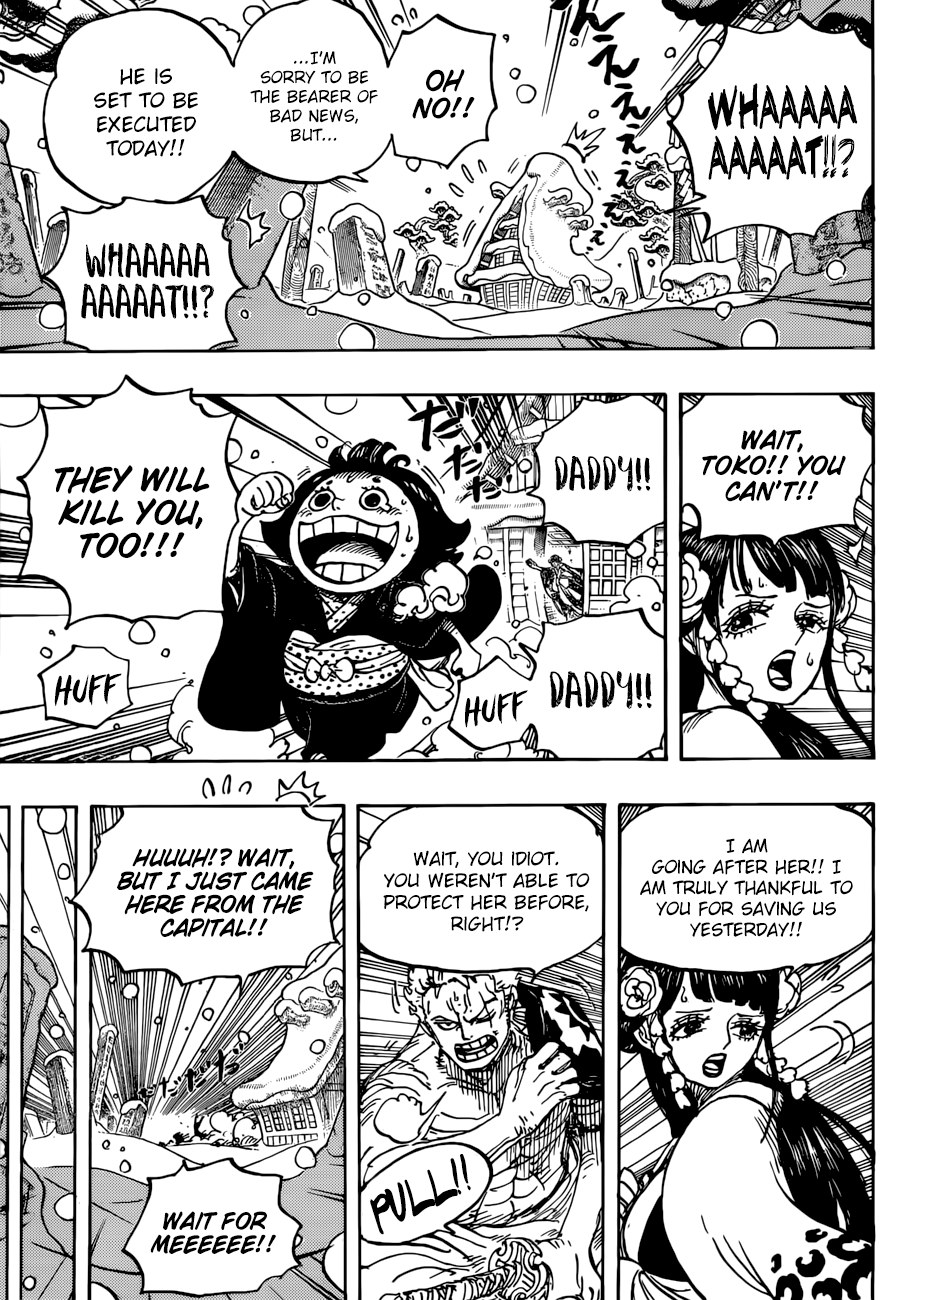 WHAAAAA
AAAAAT!!?
OH
NO!!
...I'M
SORRY TO BE
THE BEARER OF
BAD NEWS,
BUT...
HE IS
SET TO BE
EXECUTED
TODAY!!
WHAAAAA
AAAAAT!!?
WAIT,
TOKO!! YOU
CAN'T!!
DADDY!!
DADDY!!
THEY WILL
KILL YOU,
TOO!!!
HUFF
HUFF
I AM
GOING AFTER HER!! I
AM TRULY THANKFUL TO
YOU FOR SAVING US
YESTERDAY!!
WAIT, YOU IDIOT.
YOU WEREN'T ABLE TO
PROTECT HER BEFORE,
RIGHT!?
PULL!!
HUUUH!? WAIT,
BUT I JUST CAME
HERE FROM THE
CAPITAL!!
WAIT FOR
MEEEEEE!!